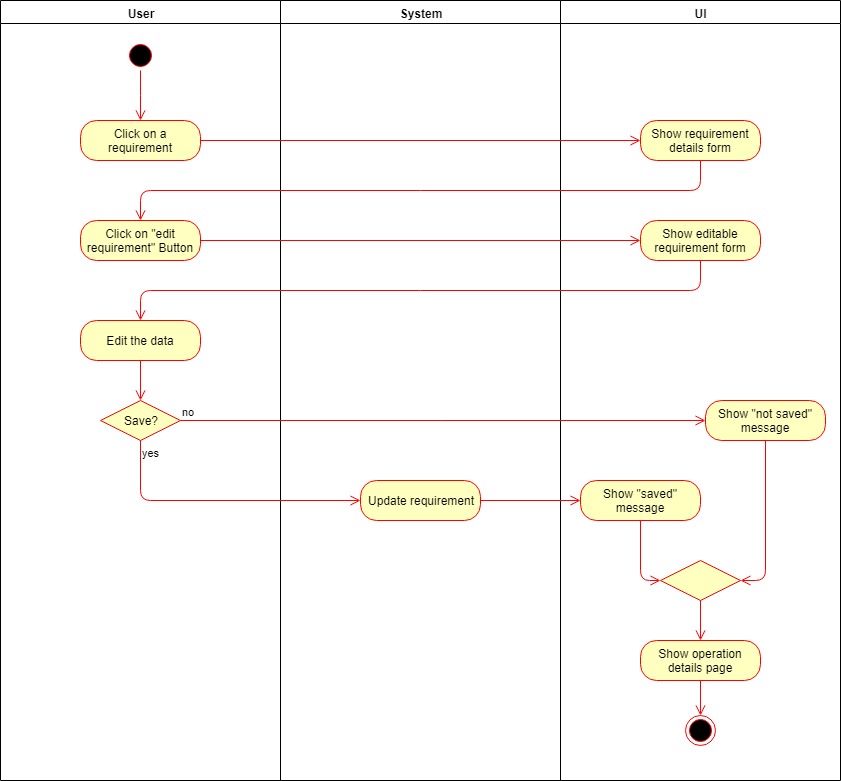 User
System
UI
Click on a
requirement
Show requirement
details form
Click on "edit
requirement" Button
Show editable
requirement form
Edit the data
Save?
no
Show "not saved"
message
yes
Update requirement
Show "saved"
message
Show operation
details page